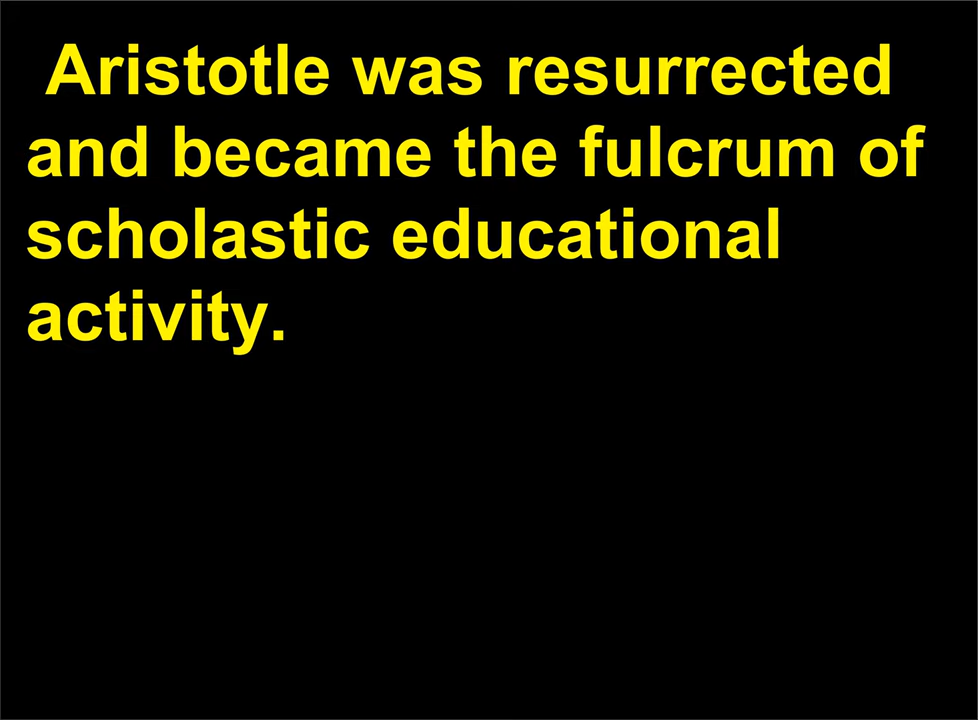 Aristotle was resurrected
and became the fulcrum of
scholastic educational
activity.